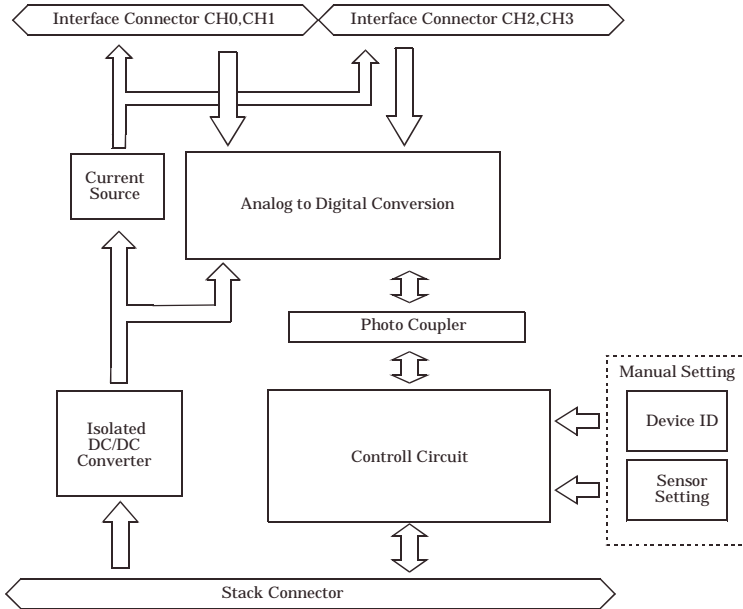 Interface Connector CH0,CH1
Interface Connector CH2,CH3
Current
Source
Analog to Digital Conversion
Photo Coupler
Manual Setting
Device ID
Isolated
DC/DC
Converter
Controll Circuit
Sensor
Setting
Stack Connector